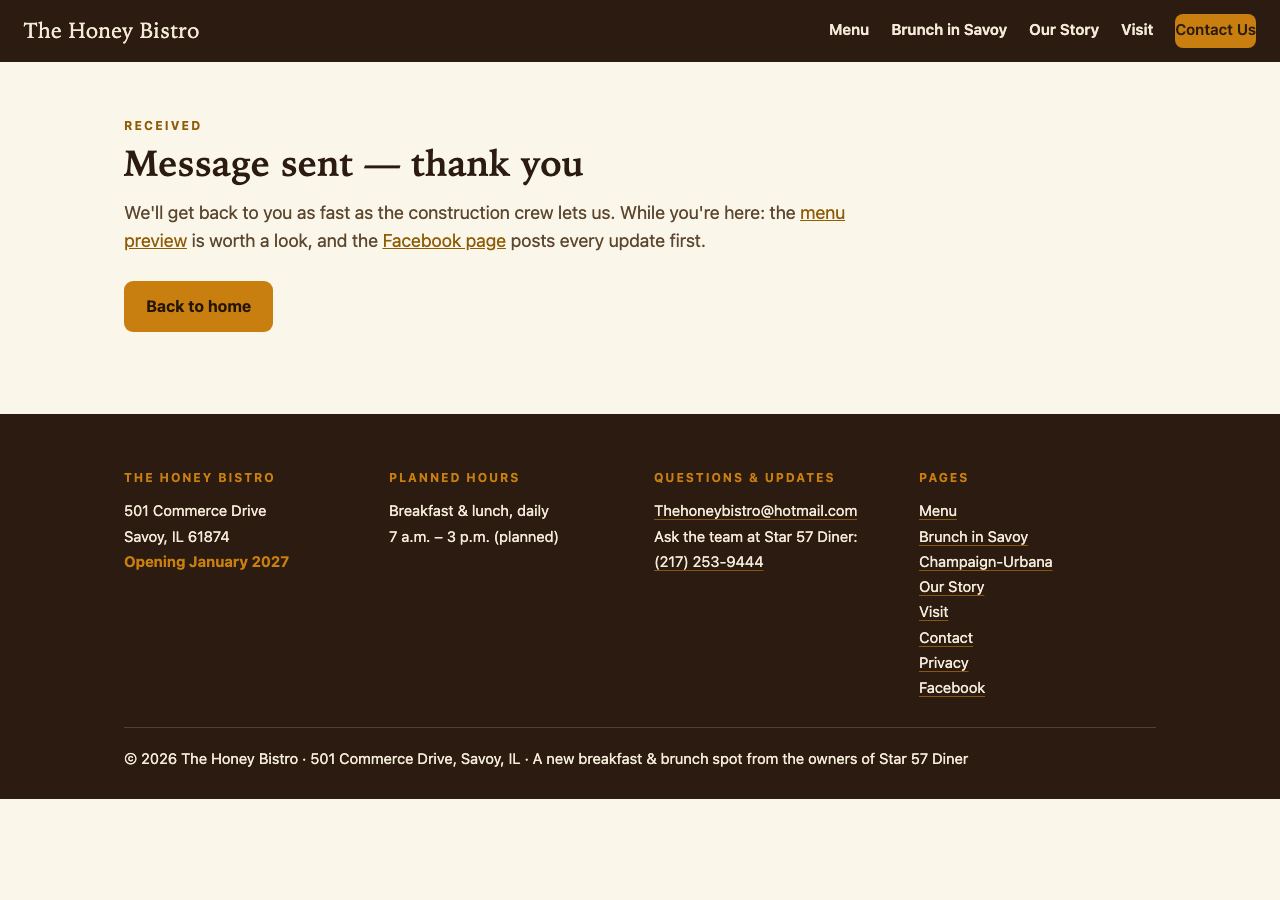 The Honey Bistro
Menu
Brunch in Savoy
Our Story
Visit
Contact Us
RECEIVED
Message sent — thank you
We'll get back to you as fast as the construction crew lets us. While you're here: the menu
preview is worth a look, and the Facebook page posts every update first.
Back to home
THE HONEY BISTRO
501 Commerce Drive
Savoy, IL 61874
Opening January 2027
PLANNED HOURS
Breakfast & lunch, daily
7 a.m. – 3 p.m. (planned)
QUESTIONS & UPDATES
Thehoneybistro@hotmail.com
Ask the team at Star 57 Diner:
(217) 253-9444
PAGES
Menu
Brunch in Savoy
Champaign-Urbana
Our Story
Visit
Contact
Privacy
Facebook
© 2026 The Honey Bistro · 501 Commerce Drive, Savoy, IL · A new breakfast & brunch spot from the owners of Star 57 Diner